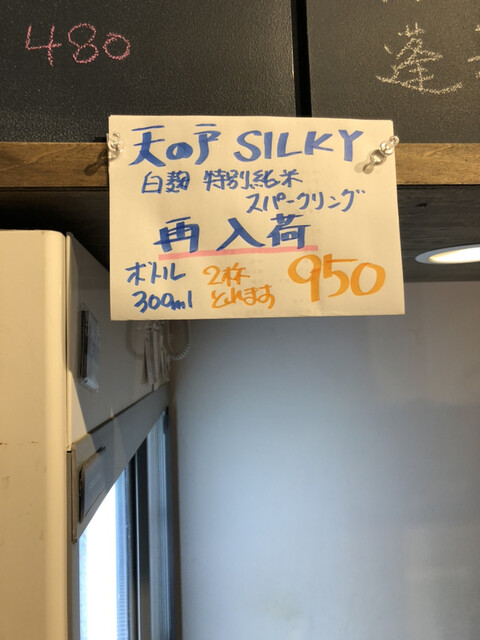 480
蓬
天の戸 SILKY
白麹 特別純米
スパークリング
再入荷
ボトル 2杯 950
300ml とれます